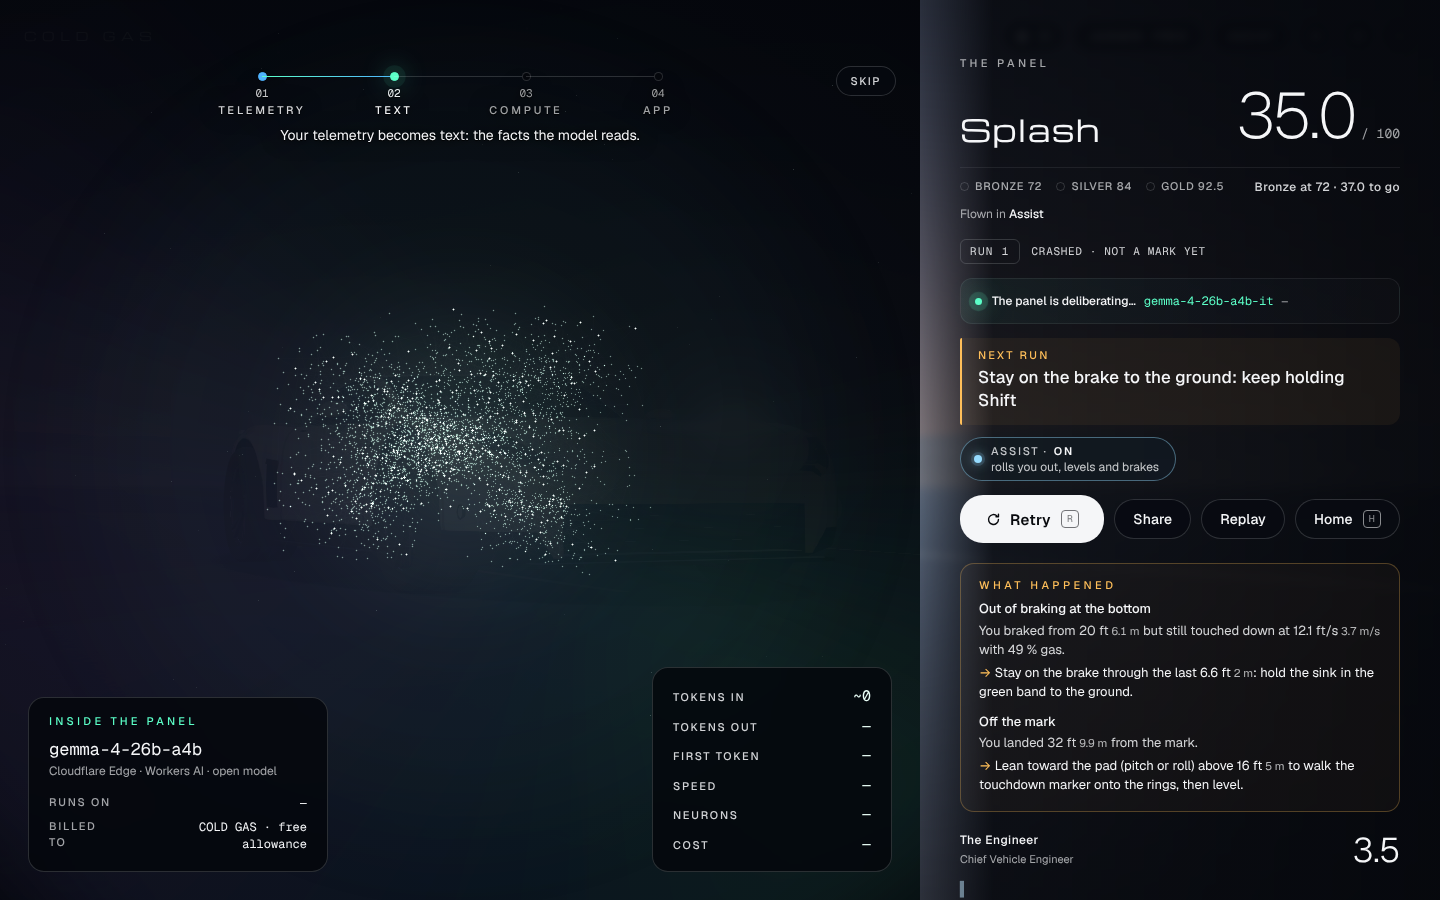 COLD GAS
01
TELEMETRY
02
TEXT
03
COMPUTE
04
APP
SKIP
Your telemetry becomes text: the facts the model reads.
INSIDE THE PANEL
gemma-4-26b-a4b
Cloudflare Edge · Workers AI · open model
RUNS ON –
BILLED TO COLD GAS · free allowance
TOKENS IN ~0
TOKENS OUT –
FIRST TOKEN –
SPEED –
NEURONS –
COST –
THE PANEL
Splash 35.0 / 100
BRONZE 72 SILVER 84 GOLD 92.5 Bronze at 72 · 37.0 to go
Flown in Assist
RUN 1 CRASHED · NOT A MARK YET
The panel is deliberating… gemma-4-26b-a4b-it –
NEXT RUN
Stay on the brake to the ground: keep holding
Shift
ASSIST · ON
rolls you out, levels and brakes
Retry R Share Replay Home H
WHAT HAPPENED
Out of braking at the bottom
You braked from 20 ft 6.1 m but still touched down at 12.1 ft/s 3.7 m/s
with 49 % gas.
→ Stay on the brake through the last 6.6 ft 2 m: hold the sink in the
green band to the ground.
Off the mark
You landed 32 ft 9.9 m from the mark.
→ Lean toward the pad (pitch or roll) above 16 ft 5 m to walk the
touchdown marker onto the rings, then level.
The Engineer 3.5
Chief Vehicle Engineer